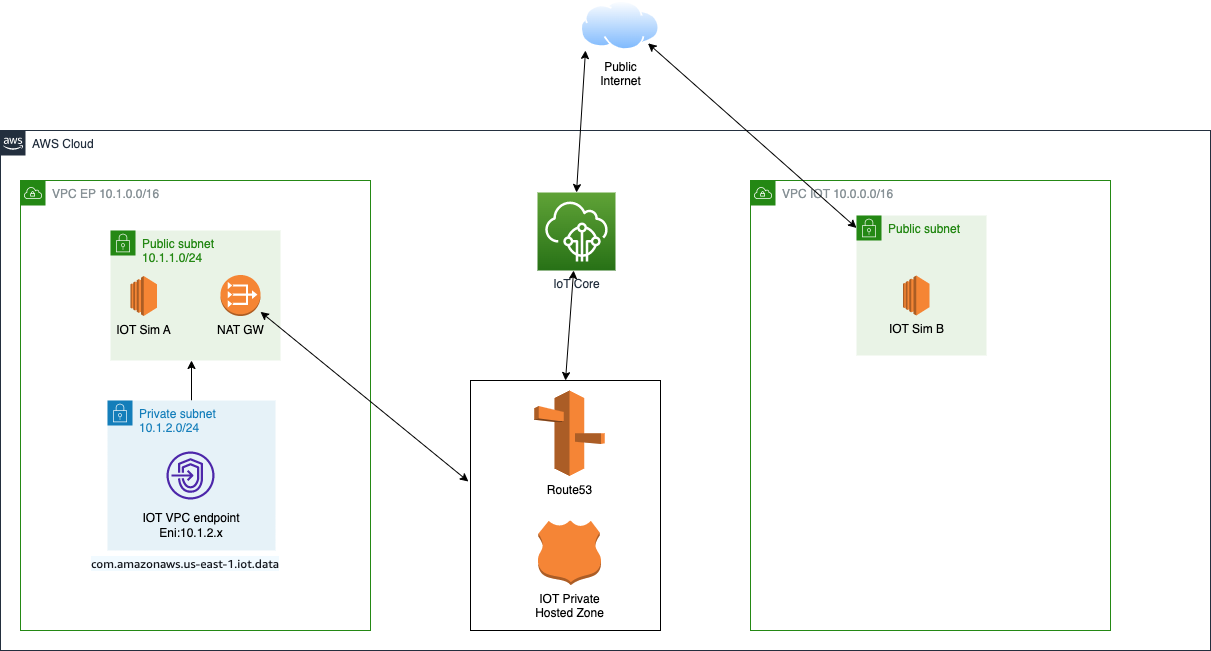 Public
Internet
aws
AWS Cloud
VPC EP 10.1.0.0/16
VPC IOT 10.0.0.0/16
Public subnet
10.1.1.0/24
Public subnet
IoT Core
IOT Sim A
NAT GW
IOT Sim B
Private subnet
10.1.2.0/24
Route53
IOT VPC endpoint
Eni:10.1.2.x
com.amazonaws.us-east-1.iot.data
IOT Private
Hosted Zone